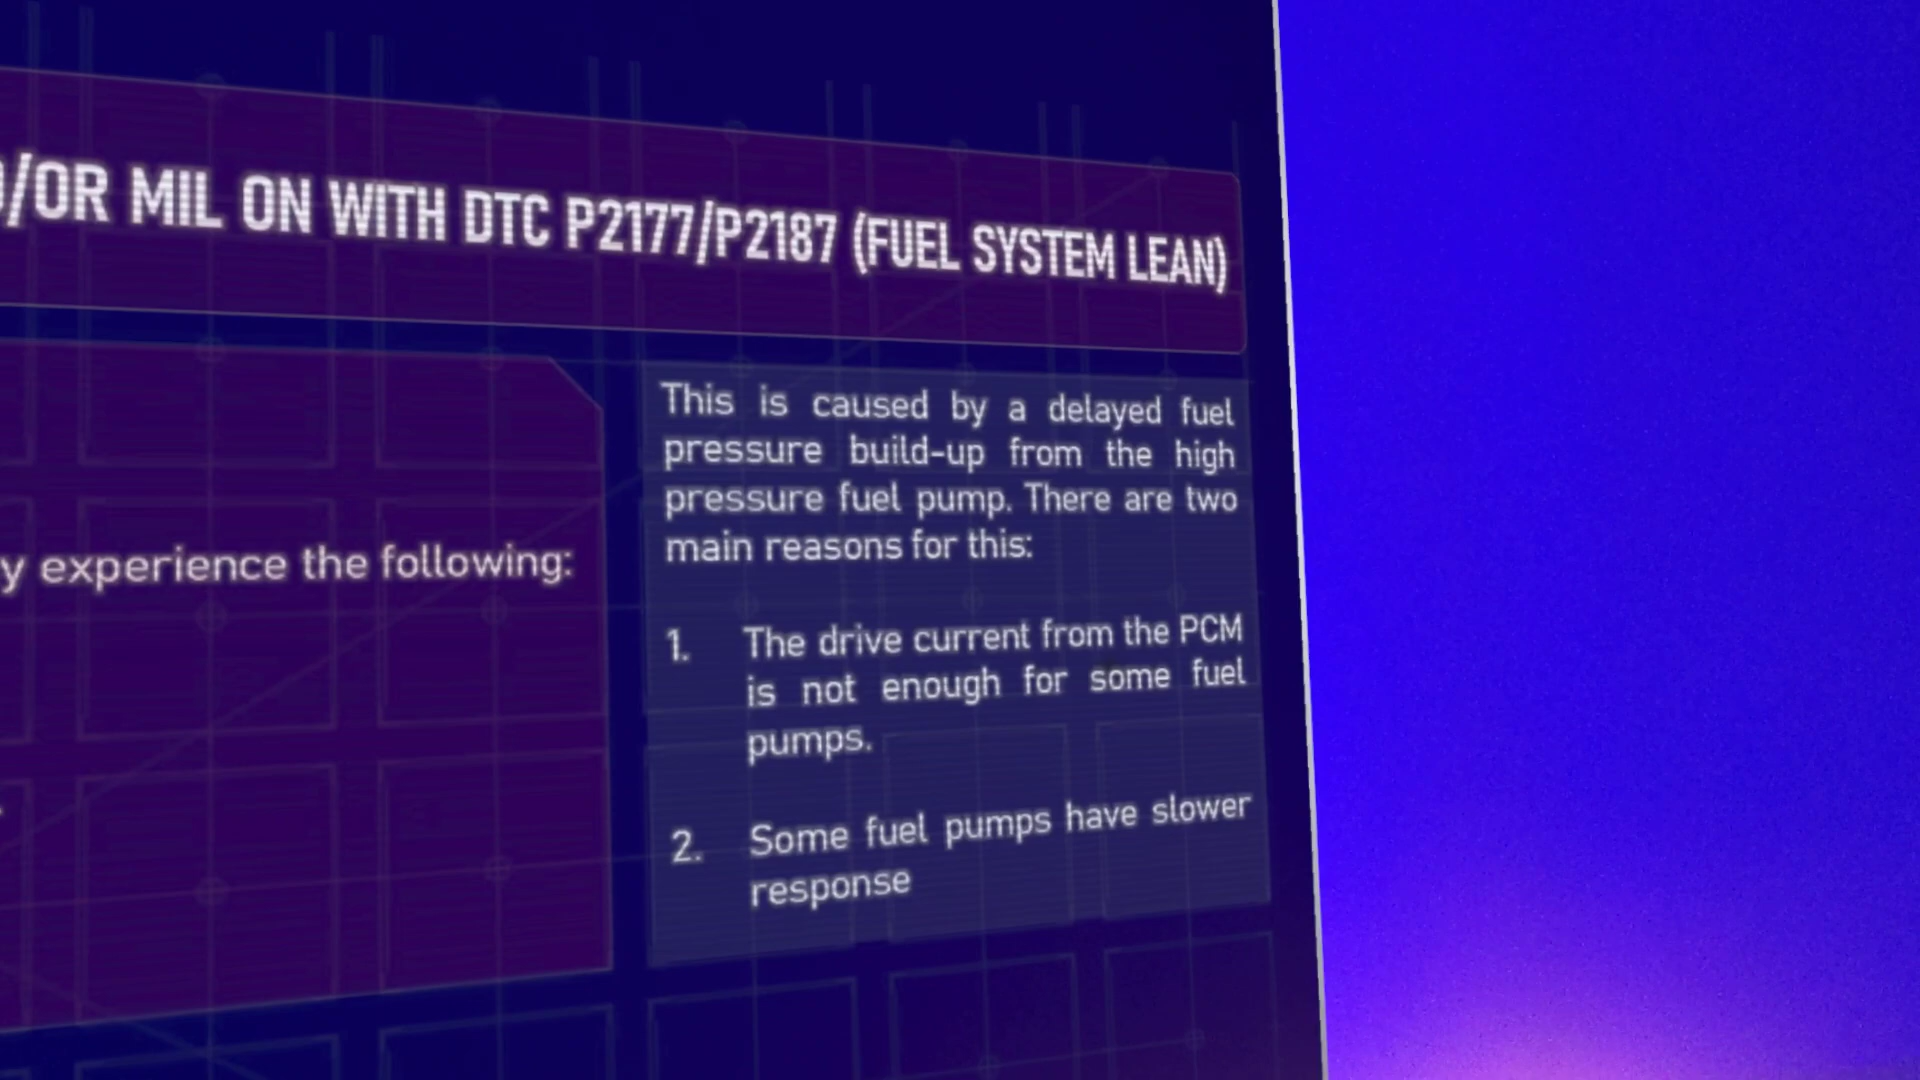 /OR MIL ON WITH DTC P2177/P2187 (FUEL SYSTEM LEAN)
y experience the following:
This is caused by a delayed fuel
pressure build-up from the high
pressure fuel pump. There are two
main reasons for this:
1. The drive current from the PCM
is not enough for some fuel
pumps.
2. Some fuel pumps have slower
response